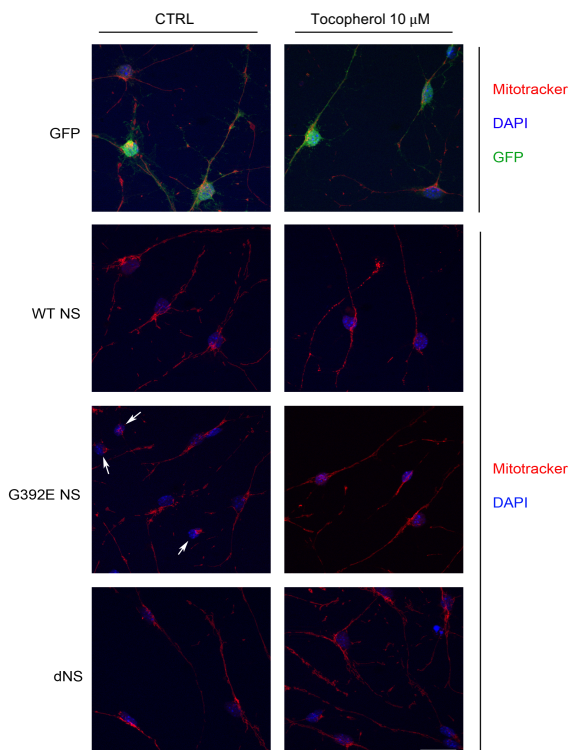 CTRL
Tocopherol 10 μM
GFP
Mitotracker
DAPI
GFP
WT NS
G392E NS
Mitotracker
DAPI
dNS